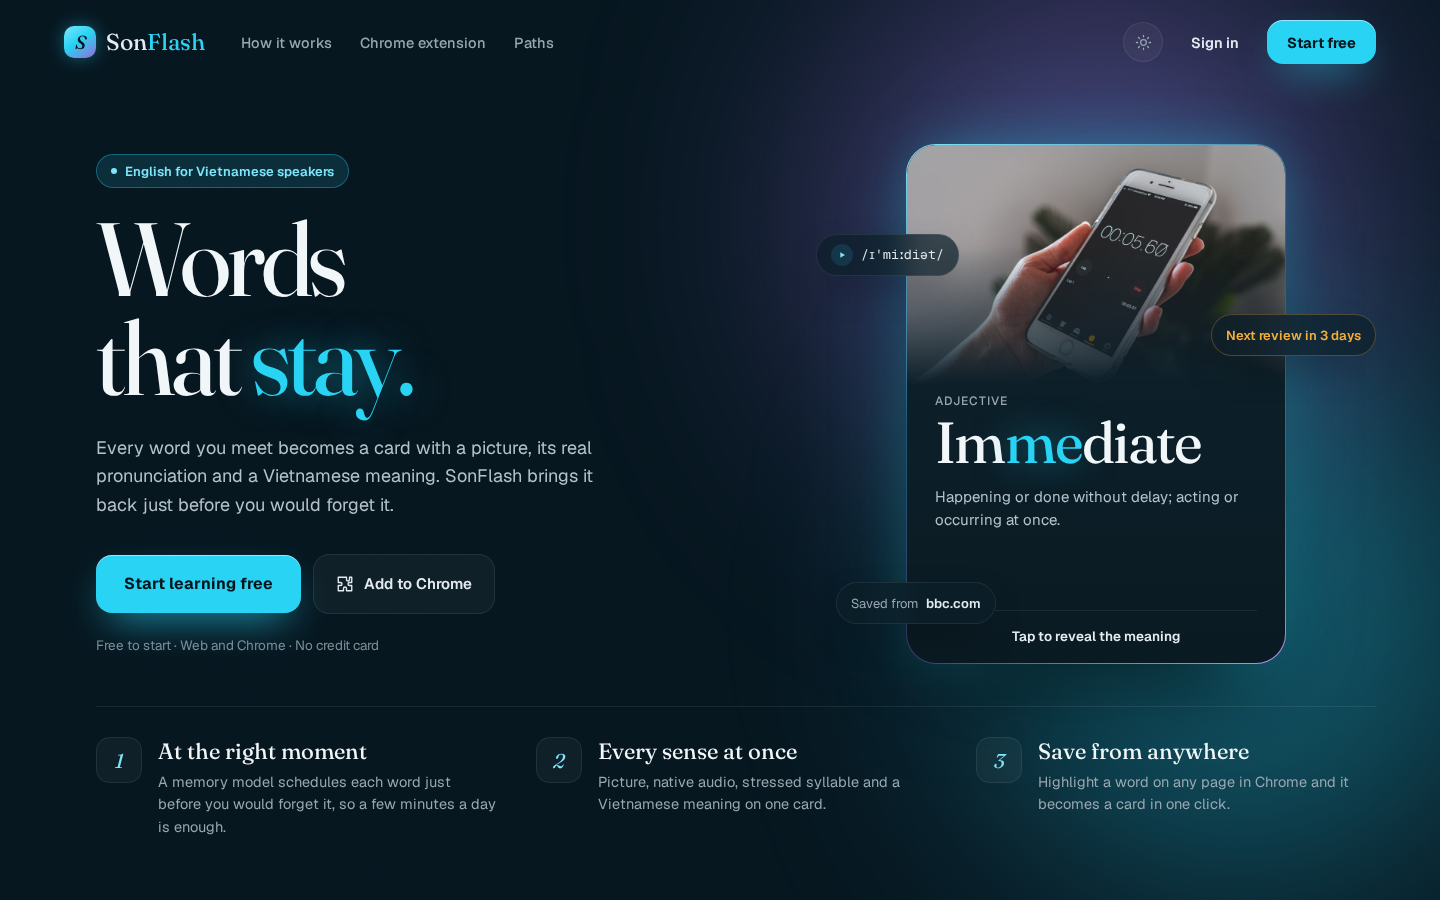 S SonFlash How it works Chrome extension Paths Sign in Start free
English for Vietnamese speakers
Words
that stay.
Every word you meet becomes a card with a picture, its real
pronunciation and a Vietnamese meaning. SonFlash brings it
back just before you would forget it.
Start learning free Add to Chrome
Free to start · Web and Chrome · No credit card
00:05.60
/ɪˈmiːdiət/
Next review in 3 days
ADJECTIVE
Immediate
Happening or done without delay; acting or
occurring at once.
Saved from bbc.com
Tap to reveal the meaning
1 At the right moment
A memory model schedules each word just
before you would forget it, so a few minutes a day
is enough.
2 Every sense at once
Picture, native audio, stressed syllable and a
Vietnamese meaning on one card.
3 Save from anywhere
Highlight a word on any page in Chrome and it
becomes a card in one click.